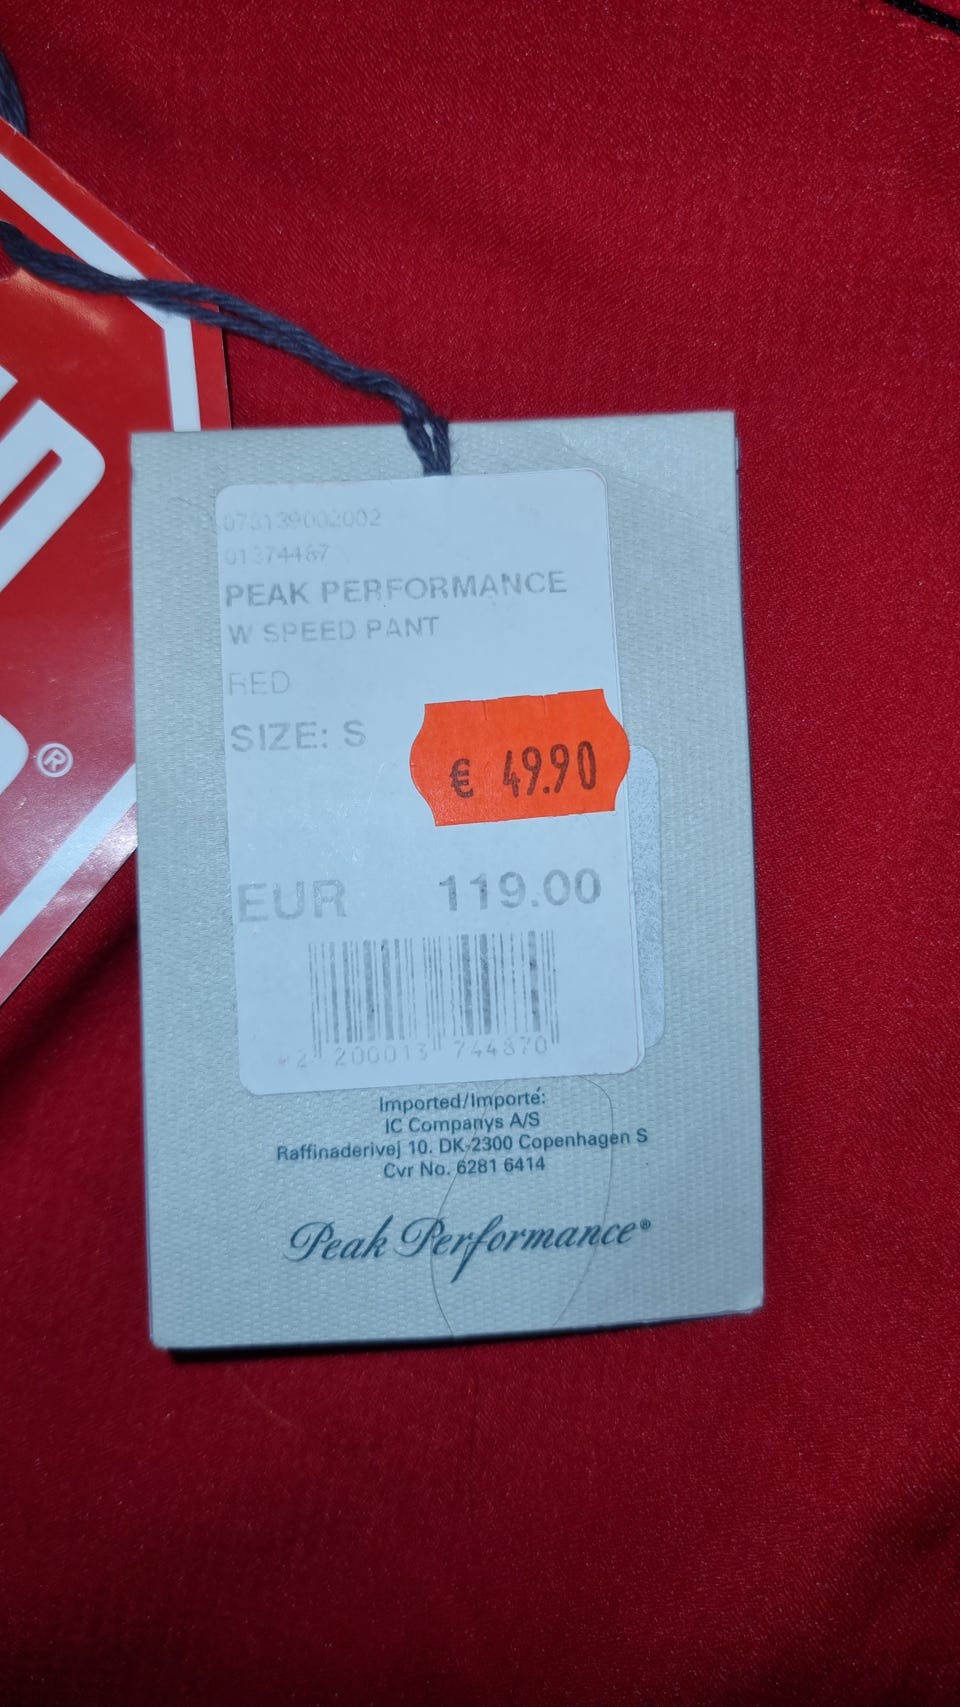 073139002002
01374487
PEAK PERFORMANCE
W SPEED PANT
RED
SIZE: S
€ 49.90
EUR 119.00
2 200013 744870
Imported/Importé:
IC Companys A/S
Raffinaderivej 10. DK-2300 Copenhagen S
Cvr No. 6281 6414
Peak Performance®
®